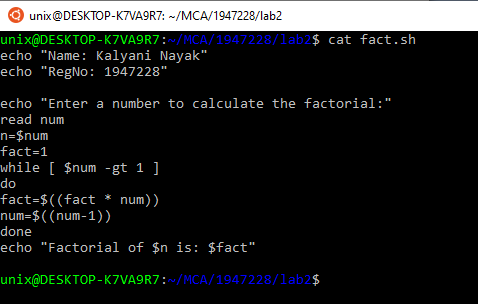 unix@DESKTOP-K7VA9R7: ~/MCA/1947228/lab2
unix@DESKTOP-K7VA9R7:~/MCA/1947228/lab2$ cat fact.sh
echo "Name: Kalyani Nayak"
echo "RegNo: 1947228"
echo "Enter a number to calculate the factorial:"
read num
n=$num
fact=1
while [ $num -gt 1 ]
do
fact=$((fact * num))
num=$((num-1))
done
echo "Factorial of $n is: $fact"
unix@DESKTOP-K7VA9R7:~/MCA/1947228/lab2$